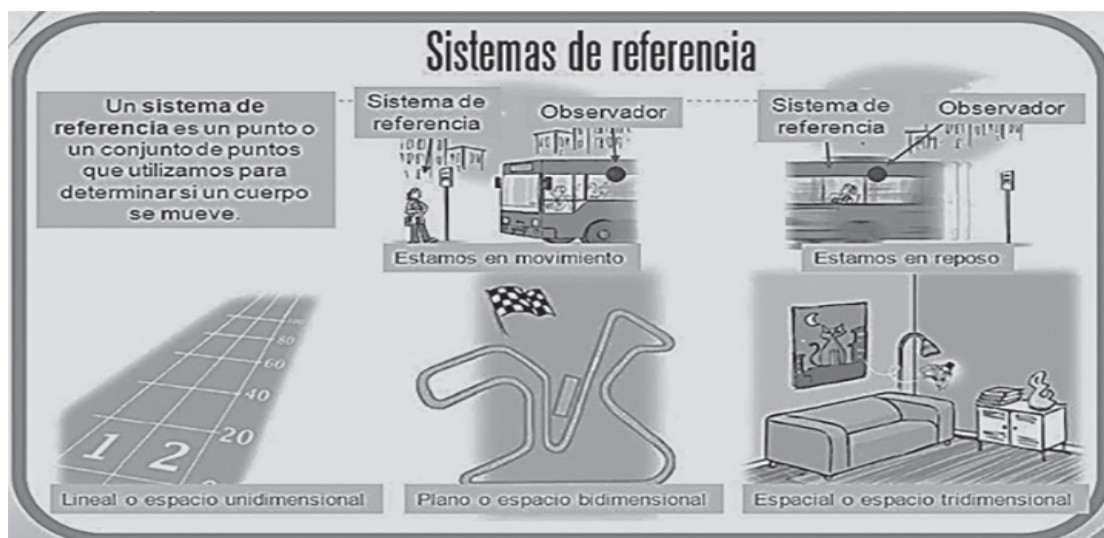 Sistemas de referencia
Un sistema de
referencia es un punto o
un conjunto de puntos
que utilizamos para
determinar si un cuerpo
se mueve.
Sistema de
referencia
Observador
Estamos en movimiento
Sistema de
referencia
Observador
Estamos en reposo
100
80
60
40
20
1 2
Lineal o espacio unidimensional
Plano o espacio bidimensional
Espacial o espacio tridimensional